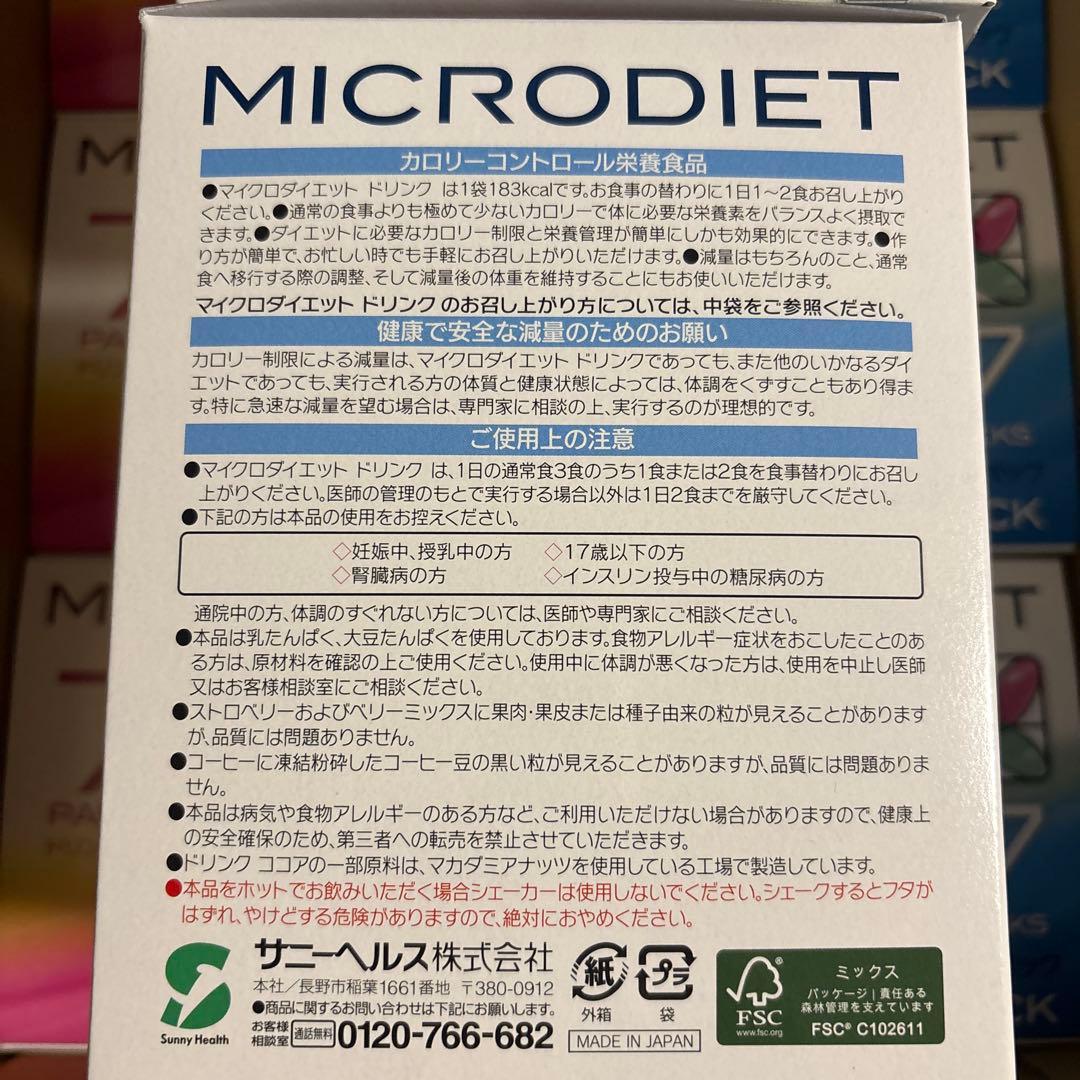 MICRODIET
カロリーコントロール栄養食品
●マイクロダイエット ドリンク は1袋183kcalです。お食事の替わりに1日1〜2食お召し上がり
ください。●通常の食事よりも極めて少ないカロリーで体に必要な栄養素をバランスよく摂取で
きます。●ダイエットに必要なカロリー制限と栄養管理が簡単にしかも効果的にできます。●作
り方が簡単で、お忙しい時でも手軽にお召し上がりいただけます。●減量はもちろんのこと、通常
食へ移行する際の調整、そして減量後の体重を維持することにもお使いいただけます。
マイクロダイエット ドリンク のお召し上がり方については、中袋をご参照ください。
健康で安全な減量のためのお願い
カロリー制限による減量は、マイクロダイエット ドリンクであっても、また他のいかなるダイ
エットであっても、実行される方の体質と健康状態によっては、体調をくずすこともあり得ま
す。特に急速な減量を望む場合は、専門家に相談の上、実行するのが理想的です。
ご使用上の注意
●マイクロダイエット ドリンク は、1日の通常食3食のうち1食または2食を食事替わりにお召し
上がりください。医師の管理のもとで実行する場合以外は1日2食までを厳守してください。
●下記の方は本品の使用をお控えください。
◇妊娠中、授乳中の方 ◇17歳以下の方
◇腎臓病の方 ◇インスリン投与中の糖尿病の方
通院中の方、体調のすぐれない方については、医師や専門家にご相談ください。
●本品は乳たんぱく、大豆たんぱくを使用しております。食物アレルギー症状をおこしたことのあ
る方は、原材料を確認の上ご使用ください。使用中に体調が悪くなった方は、使用を中止し医師
又はお客様相談室にご相談ください。
●ストロベリーおよびベリーミックスに果肉・果皮または種子由来の粒が見えることがあります
が、品質には問題ありません。
●コーヒーに凍結粉砕したコーヒー豆の黒い粒が見えることがありますが、品質には問題ありま
せん。
●本品は病気や食物アレルギーのある方など、ご利用いただけない場合がありますので、健康上
の安全確保のため、第三者への転売を禁止させていただきます。
●ドリンク ココアの一部原料は、マカダミアナッツを使用している工場で製造しています。
●本品をホットでお飲みいただく場合シェーカーは使用しないでください。シェークするとフタが
はずれ、やけどする危険がありますので、絶対におやめください。
Sunny Health
サニーヘルス株式会社
本社/長野市稲葉1661番地 〒380-0912
●商品に関するお問い合わせは下記にお願いします。
お客様
相談室 通話無料 0120-766-682
紙 プラ
外箱 袋
MADE IN JAPAN
FSC
www.fsc.org
ミックス
パッケージ|責任ある
森林管理を支えています
FSC® C102611
M
PA
CK
7
KS
CK
M
PA
T
7
KS